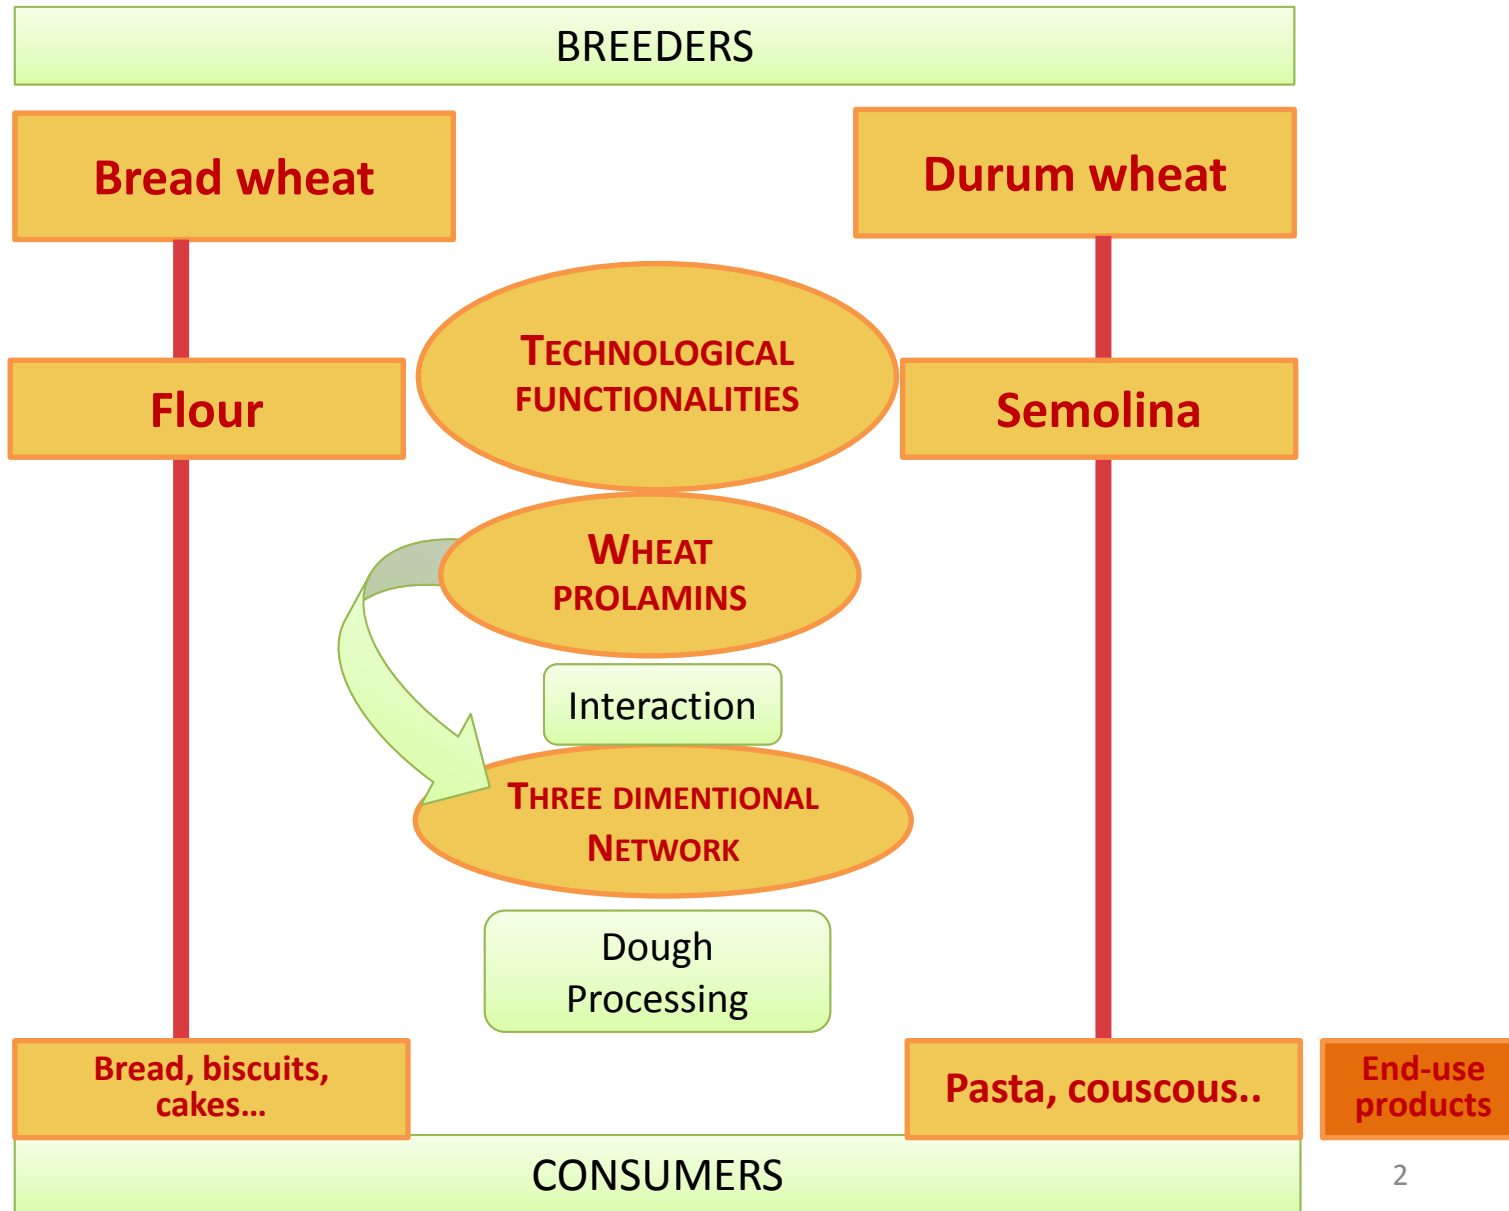 BREEDERS
Bread wheat
Durum wheat
TECHNOLOGICAL
FUNCTIONALITIES
Flour
Semolina
WHEAT
PROLAMINS
Interaction
THREE DIMENTIONAL
NETWORK
Dough
Processing
Bread, biscuits,
cakes...
Pasta, couscous..
End-use
products
CONSUMERS
2